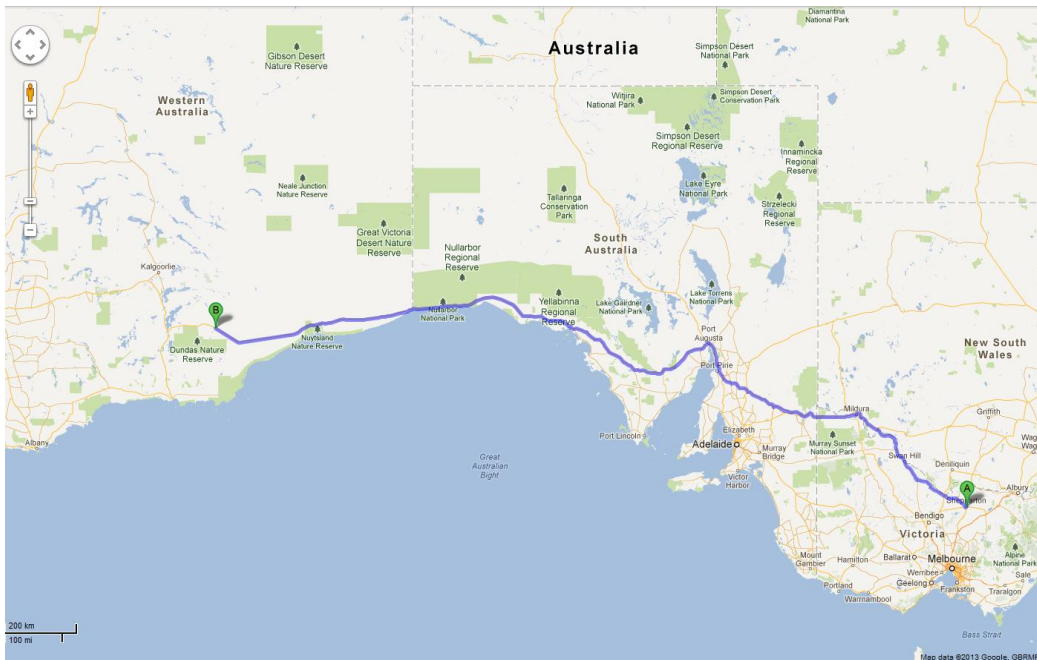 Diamantina
National Park
Australia
Simpson Desert
National Park
Gibson Desert
Nature Reserve
Western
Australia
Witjira
National Park
Simpson Desert
Conservation Park
Simpson Desert
Regional Reserve
Innamincka
Regional
Reserve
Neale Junction
Nature Reserve
Lake Eyre
National Park
Tallaringa
Conservation
Park
Strzelecki
Regional
Reserve
Great Victoria
Desert Nature
Reserve
South
Australia
Nullarbor
Regional
Reserve
Kalgoorlie
Lake Torrens
National Park
Yellabinna
Regional
Reserve
Lake Gairdner
National Park
Nullarbor
National Park
B
Nuytsland
Nature Reserve
Dundas Nature
Reserve
Port
Augusta
New South
Wales
Port Pirie
Mildura
Griffith
Elizabeth
Port Lincoln
Adelaide
Murray
Bridge
Murray Sunset
National Park
Wag
Wag
Albany
Swan Hill
Deniliquin
Great
Australian
Bight
Victor
Harbor
A
Albury
Shepparton
Bendigo
Victoria
Alpine
National Park
Mount
Gambier
Hamilton
Ballarat
Melbourne
Werribee
Geelong
Sale
Portland
Frankston
Traralgon
Warrnambool
200 km
100 mi
Bass Strait
Map data ©2013 Google, GBRMP